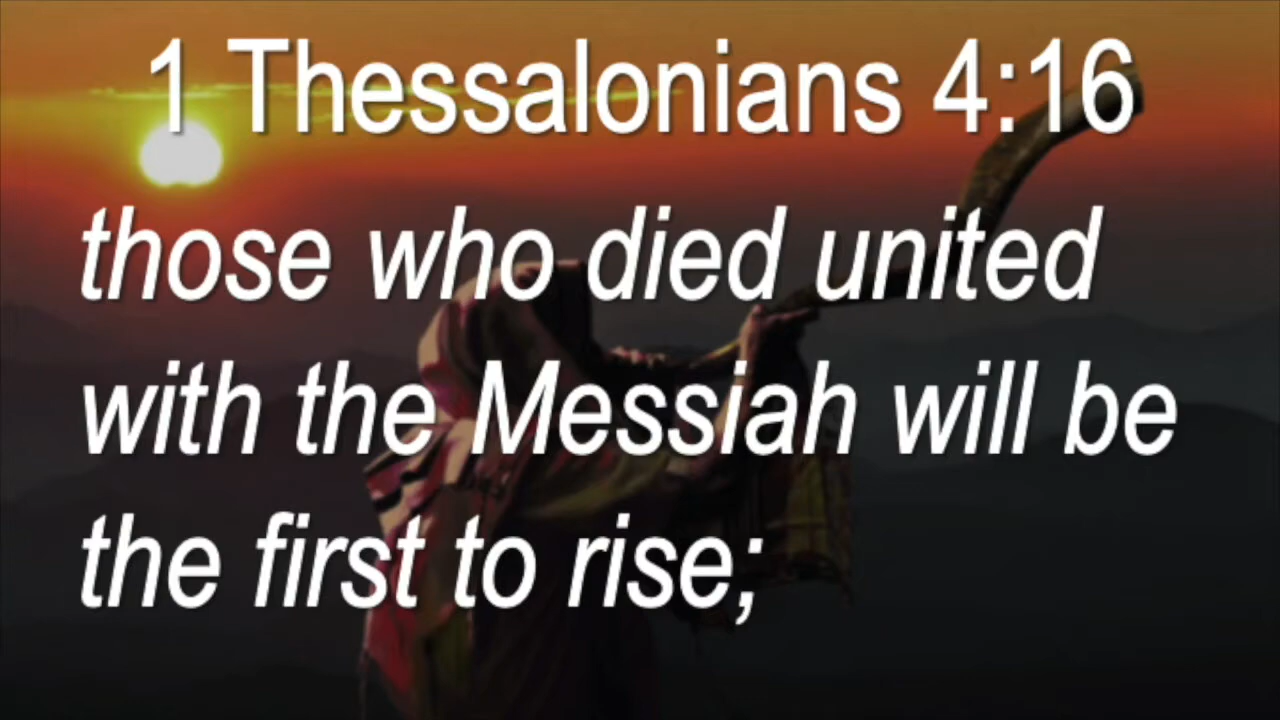 1 Thessalonians 4:16
those who died united
with the Messiah will be
the first to rise;